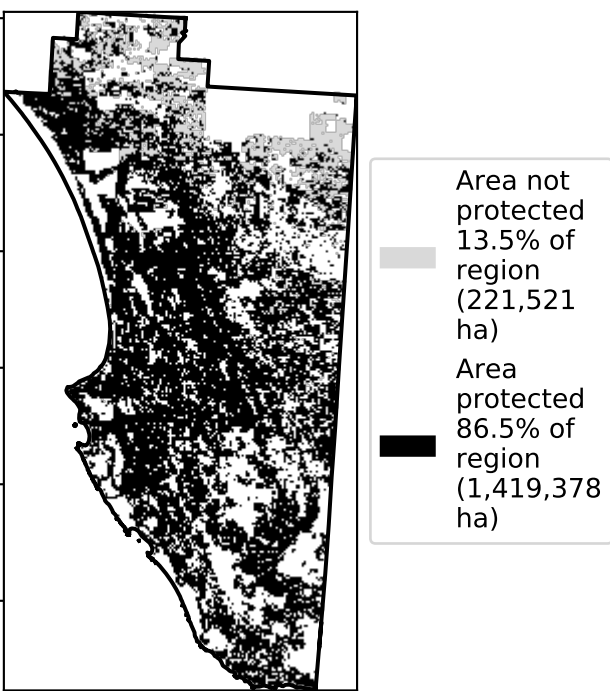 Area not
protected
13.5% of
region
(221,521
ha)
Area
protected
86.5% of
region
(1,419,378
ha)